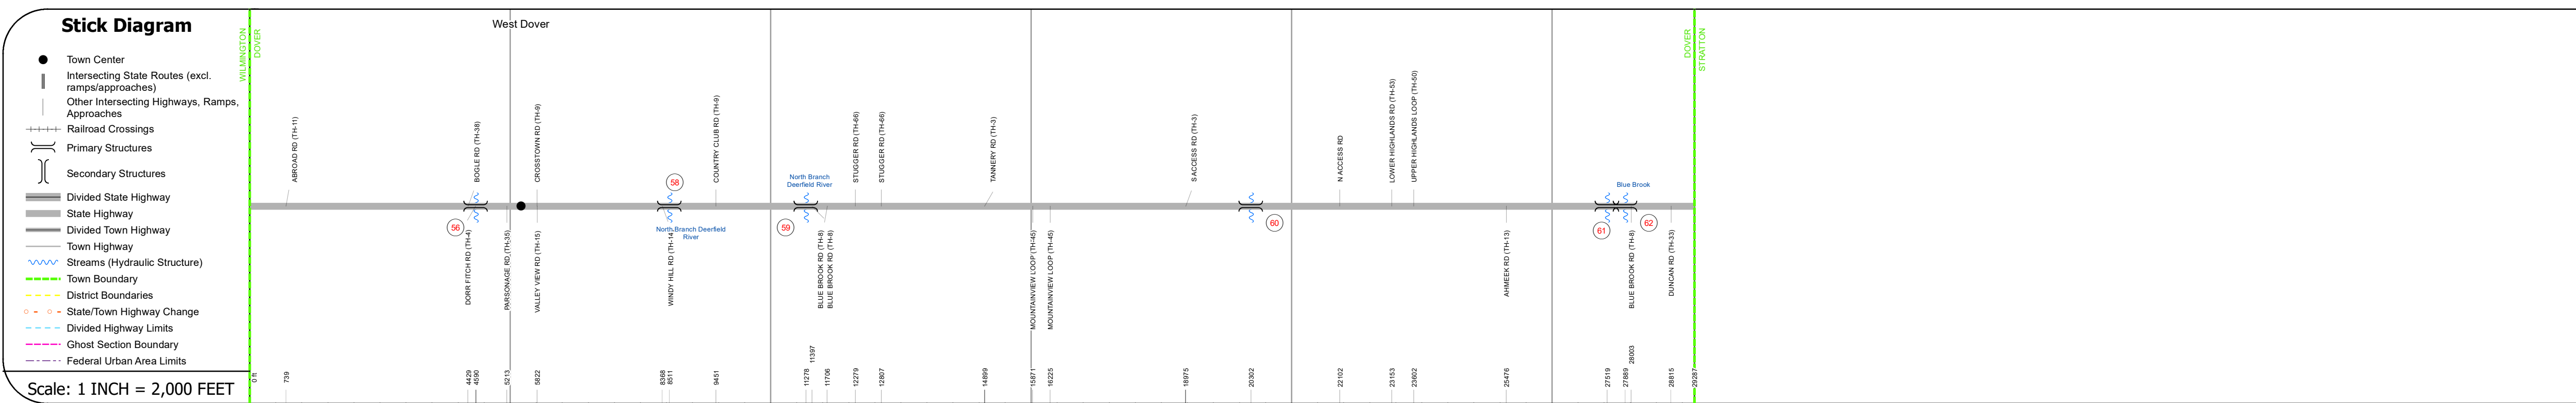 Stick Diagram
Town Center
Intersecting State Routes (excl.
ramps/approaches)
Other Intersecting Highways, Ramps,
Approaches
Railroad Crossings
Primary Structures
Secondary Structures
Divided State Highway
State Highway
Divided Town Highway
Town Highway
Streams (Hydraulic Structure)
Town Boundary
District Boundaries
State/Town Highway Change
Divided Highway Limits
Ghost Section Boundary
Federal Urban Area Limits
Scale: 1 INCH = 2,000 FEET
WILMINGTON
DOVER
West Dover
DOVER
STRATTON
ABROAD RD (TH-11)
BOGLE RD (TH-38)
CROSSTOWN RD (TH-9)
COUNTRY CLUB RD (TH-9)
STUGGER RD (TH-66)
STUGGER RD (TH-66)
TANNERY RD (TH-3)
S ACCESS RD (TH-3)
N ACCESS RD
LOWER HIGHLANDS RD (TH-53)
UPPER HIGHLANDS LOOP (TH-50)
58
North Branch
Deerfield River
Blue Brook
56
North Branch Deerfield
River
59
60
61
62
DORR FITCH RD (TH-4)
PARSONAGE RD (TH-35)
VALLEY VIEW RD (TH-15)
WINDY HILL RD (TH-14
BLUE BROOK RD (TH-8)
BLUE BROOK RD (TH-8)
MOUNTAINVIEW LOOP (TH-45)
MOUNTAINVIEW LOOP (TH-45)
AHMEEK RD (TH-13)
BLUE BROOK RD (TH-8)
DUNCAN RD (TH-33)
0 ft
739
4429
4590
5213
5822
8368
8511
9451
11278
11397
11706
12279
12807
14899
15871
16225
18975
20302
22102
23153
23602
25476
27519
27889
28003
28815
29287